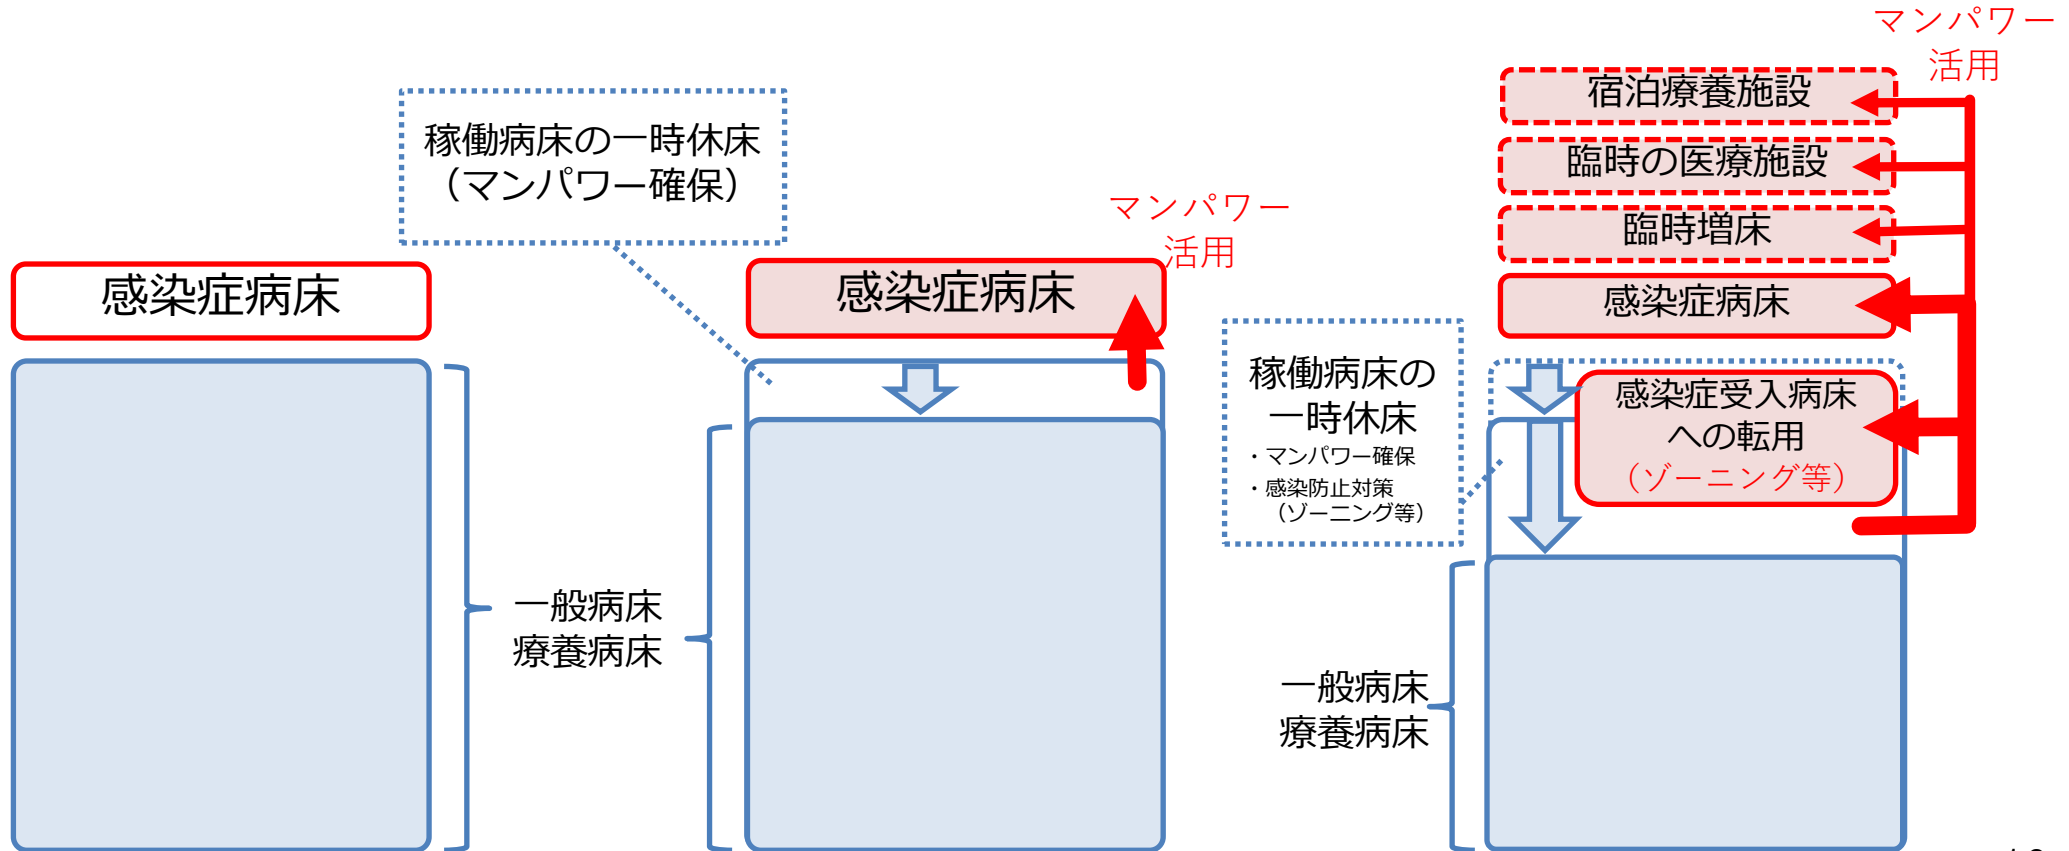 感染症病床
一般病床
療養病床
稼働病床の一時休床
（マンパワー確保）
マンパワー
活用
感染症病床
マンパワー
活用
宿泊療養施設
臨時の医療施設
臨時増床
感染症病床
稼働病床の
一時休床
・マンパワー確保
・感染防止対策
（ゾーニング等）
感染症受入病床
への転用
（ゾーニング等）
一般病床
療養病床